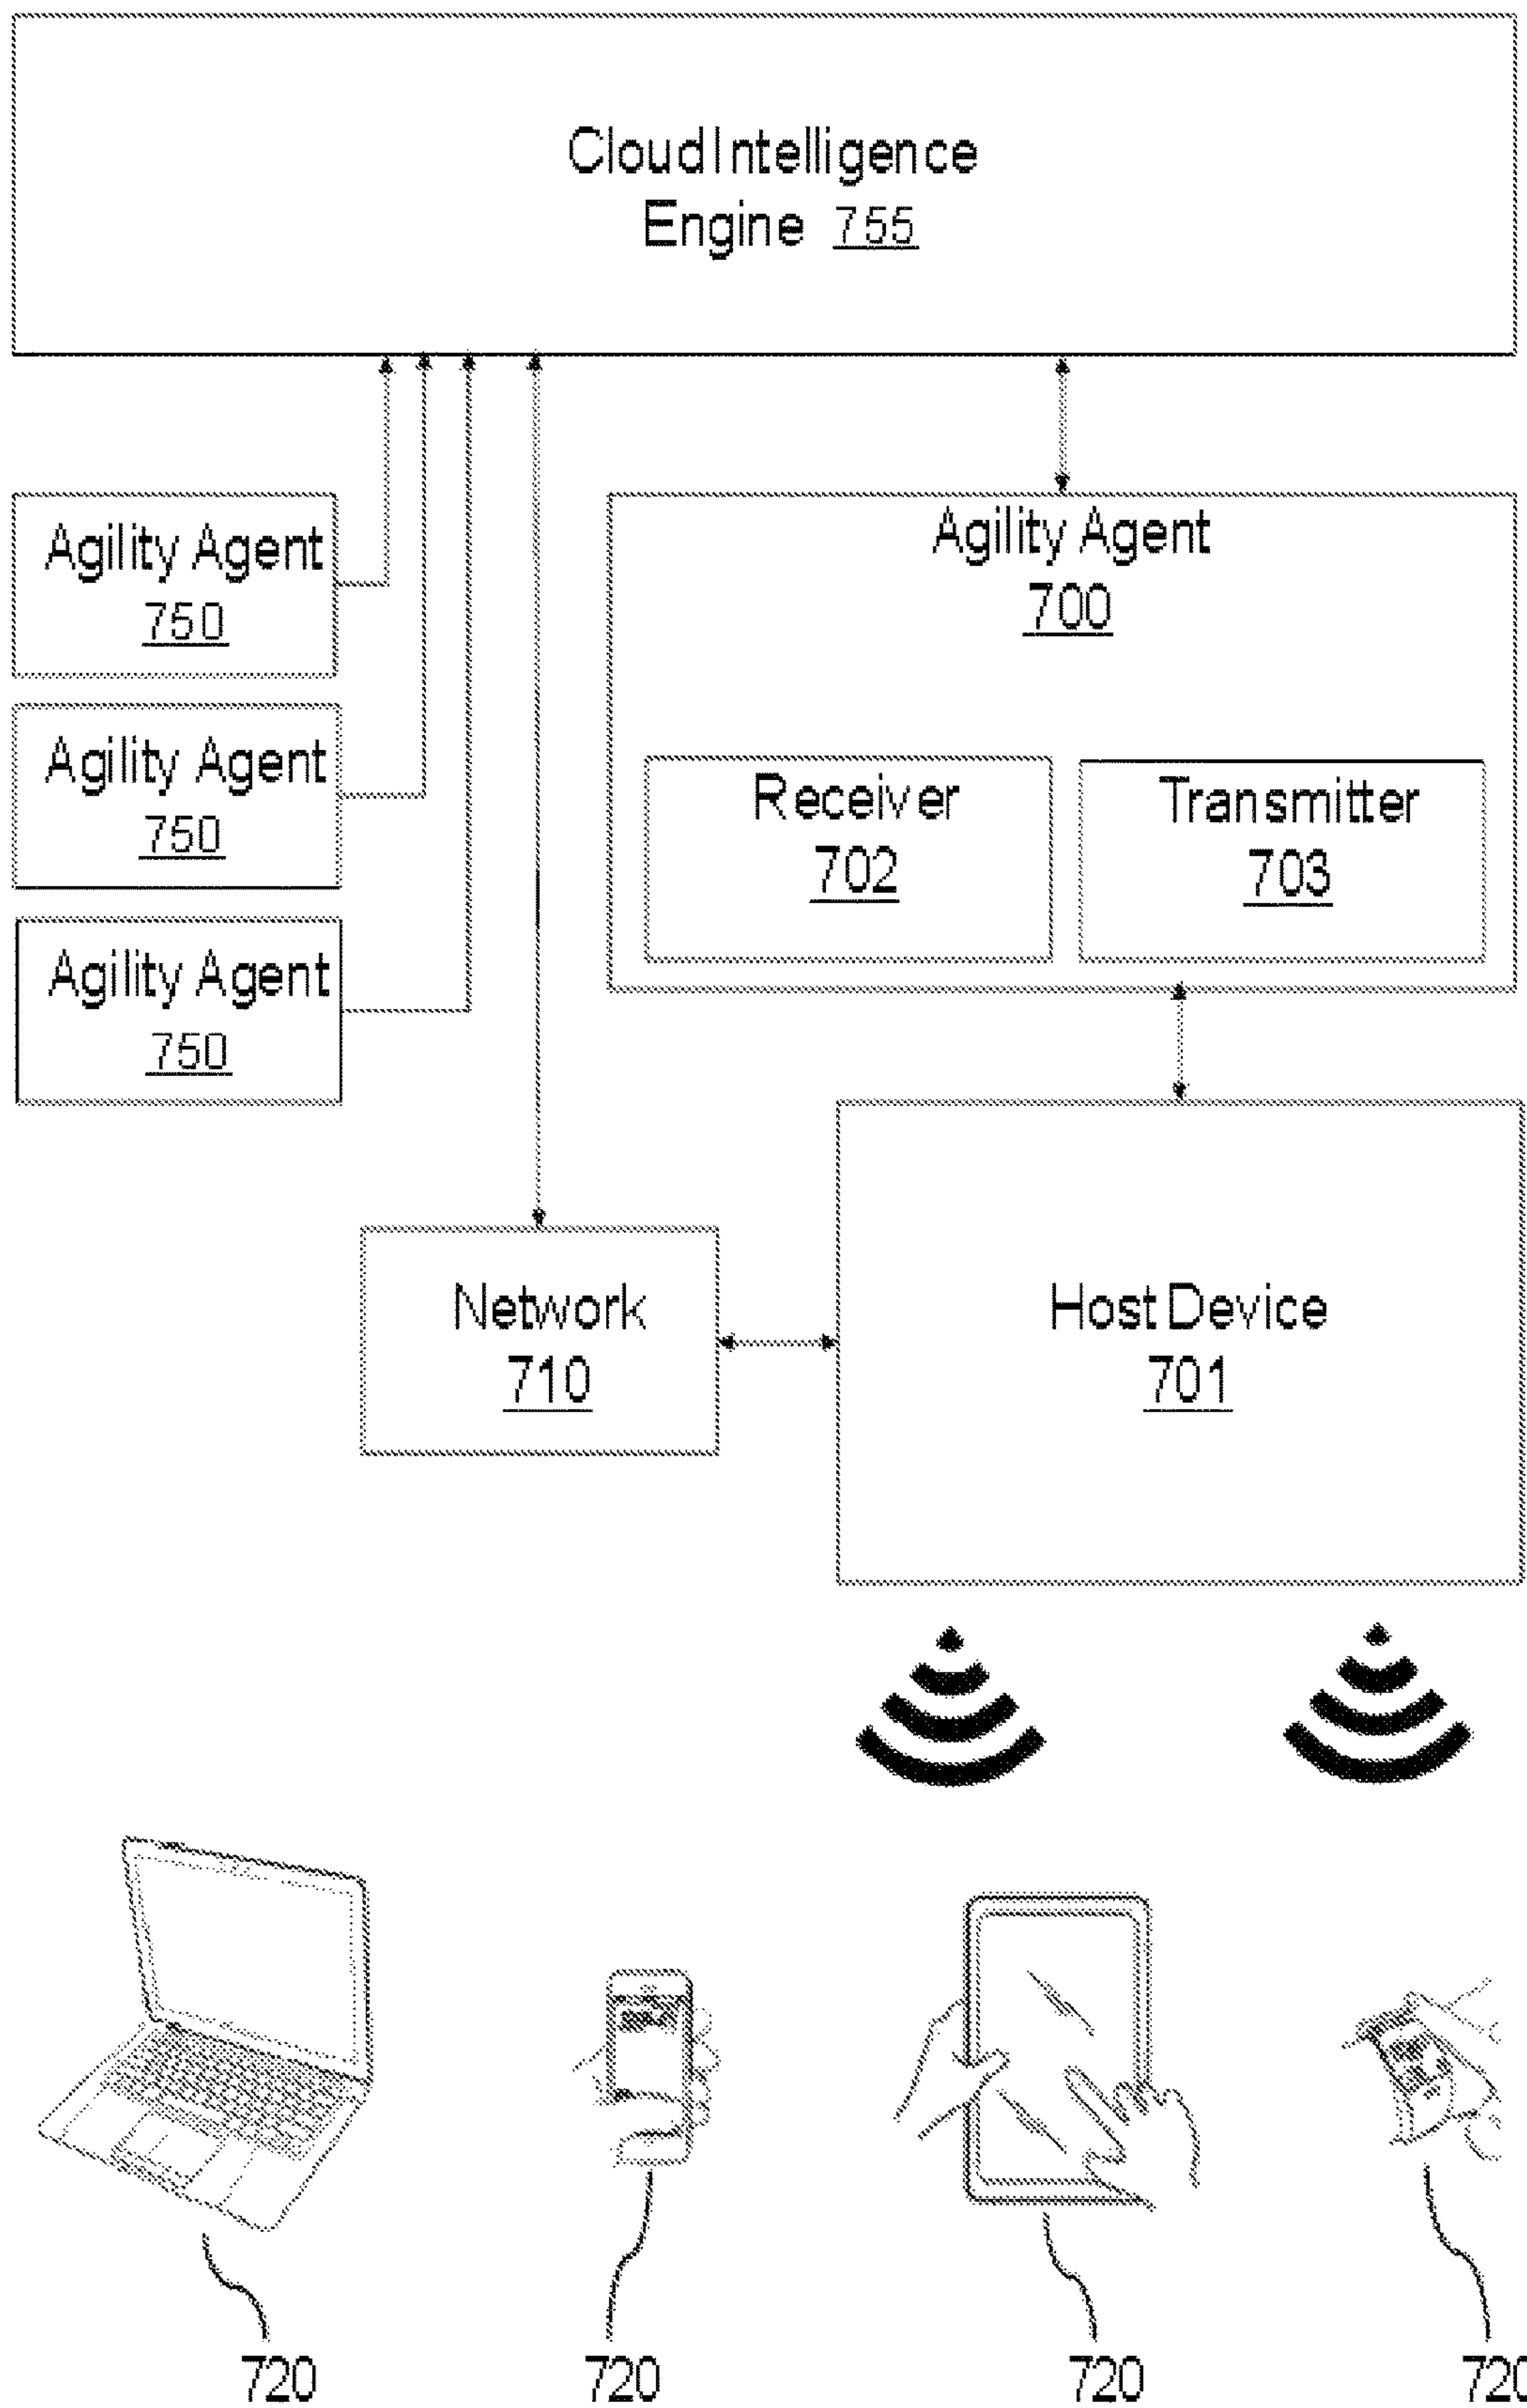 Cloud Intelligence
Engine 755
Agility Agent
750
Agility Agent
750
Agility Agent
750
Agility Agent
700
Receiver
702
Transmitter
703
Network
710
Host Device
701
720
720
720
720